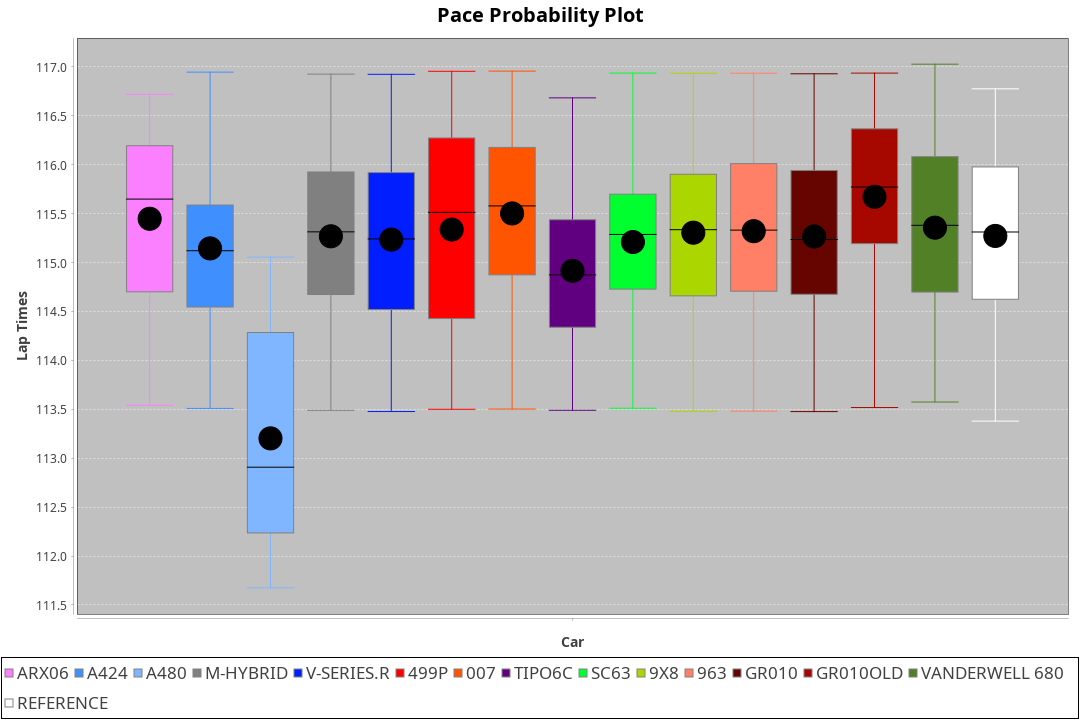 Pace Probability Plot
117.0
116.5
116.0
115.5
115.0
114.5
114.0
113.5
113.0
112.5
112.0
111.5
Lap Times
Car
ARX06 A424 A480 M-HYBRID V-SERIES.R 499P 007 TIPO6C SC63 9X8 963 GR010 GR010OLD VANDERWELL 680
REFERENCE